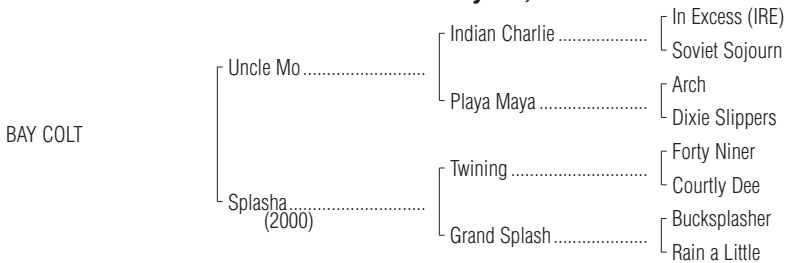 In Excess (IRE)
Indian Charlie ..................
Soviet Sojourn
Uncle Mo .........................
Arch
Playa Maya ......................
Dixie Slippers
BAY COLT
Forty Niner
Twining ............................
Courtly Dee
Splasha ............................
(2000)
Bucksplasher
Grand Splash ...................
Rain a Little